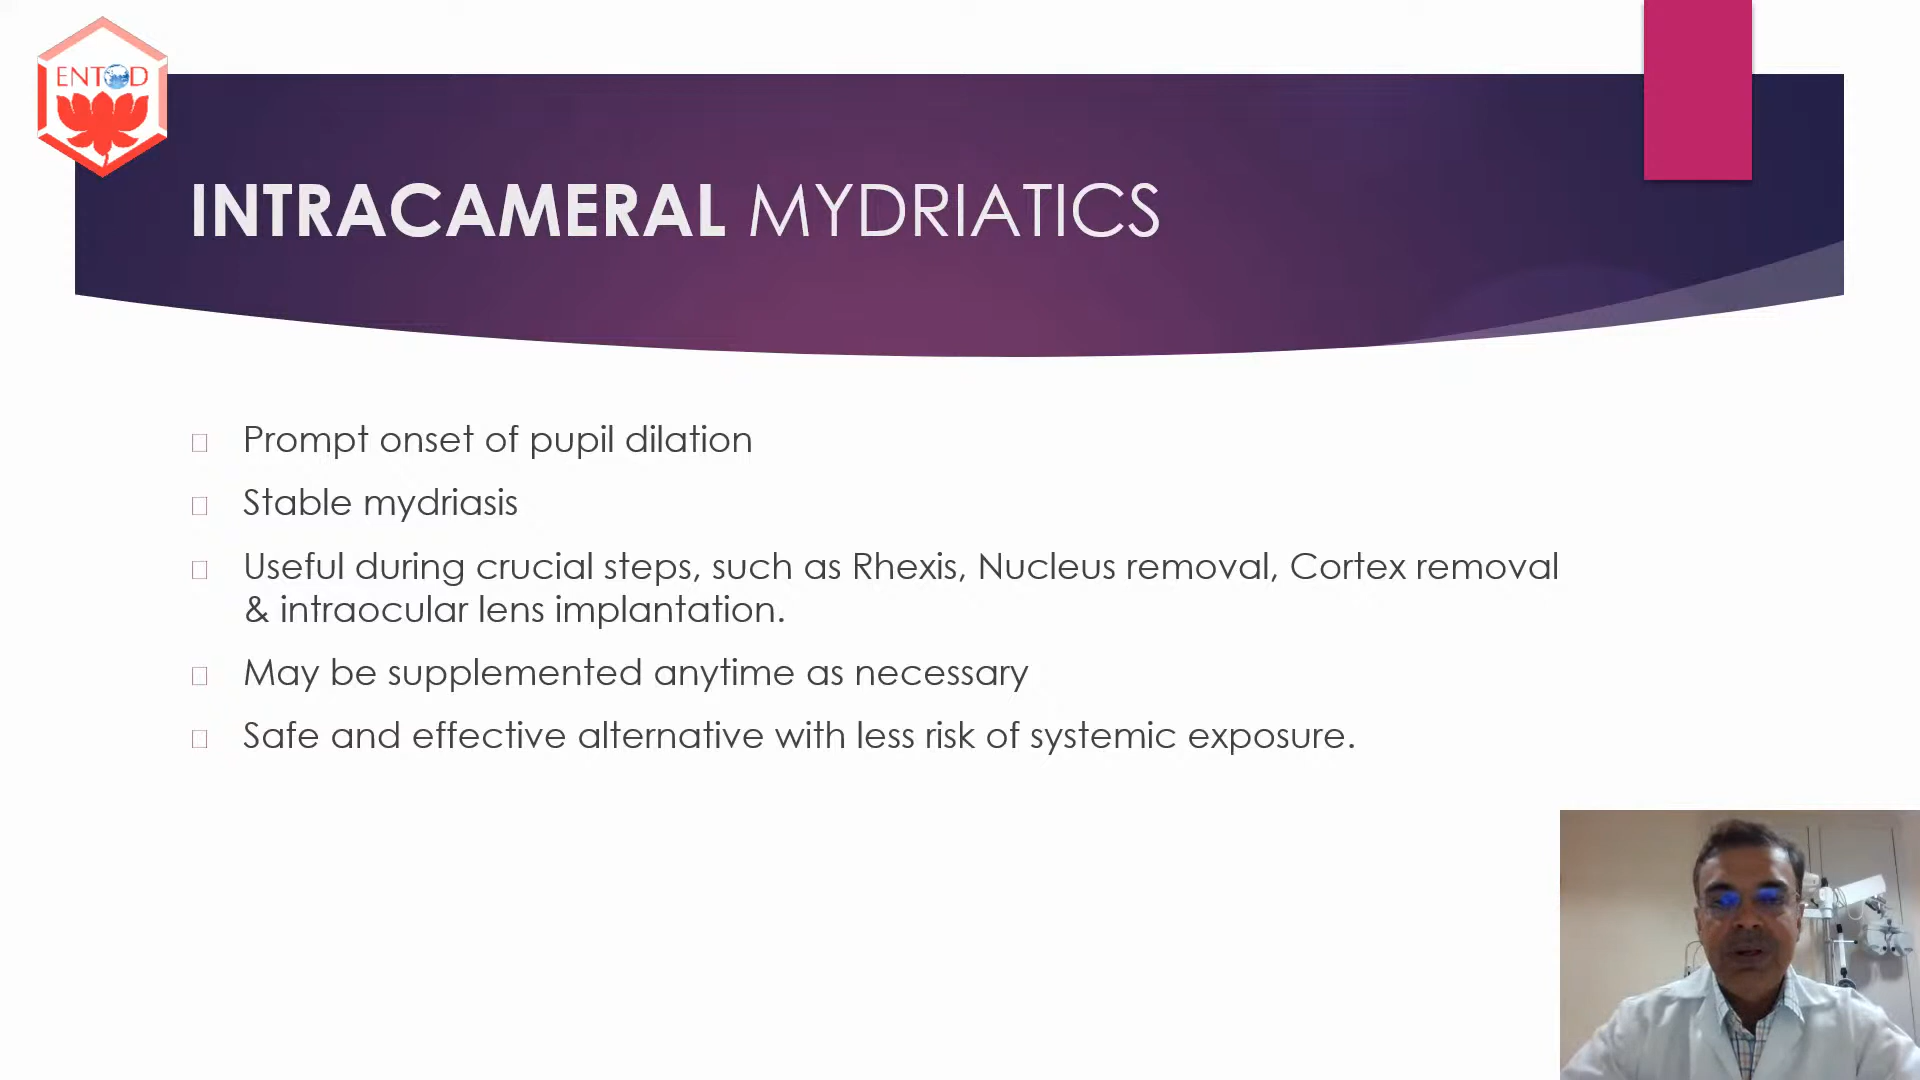 ENTOD
INTRACAMERAL MYDRIATICS
Prompt onset of pupil dilation
Stable mydriasis
Useful during crucial steps, such as Rhexis, Nucleus removal, Cortex removal
& intraocular lens implantation.
May be supplemented anytime as necessary
Safe and effective alternative with less risk of systemic exposure.